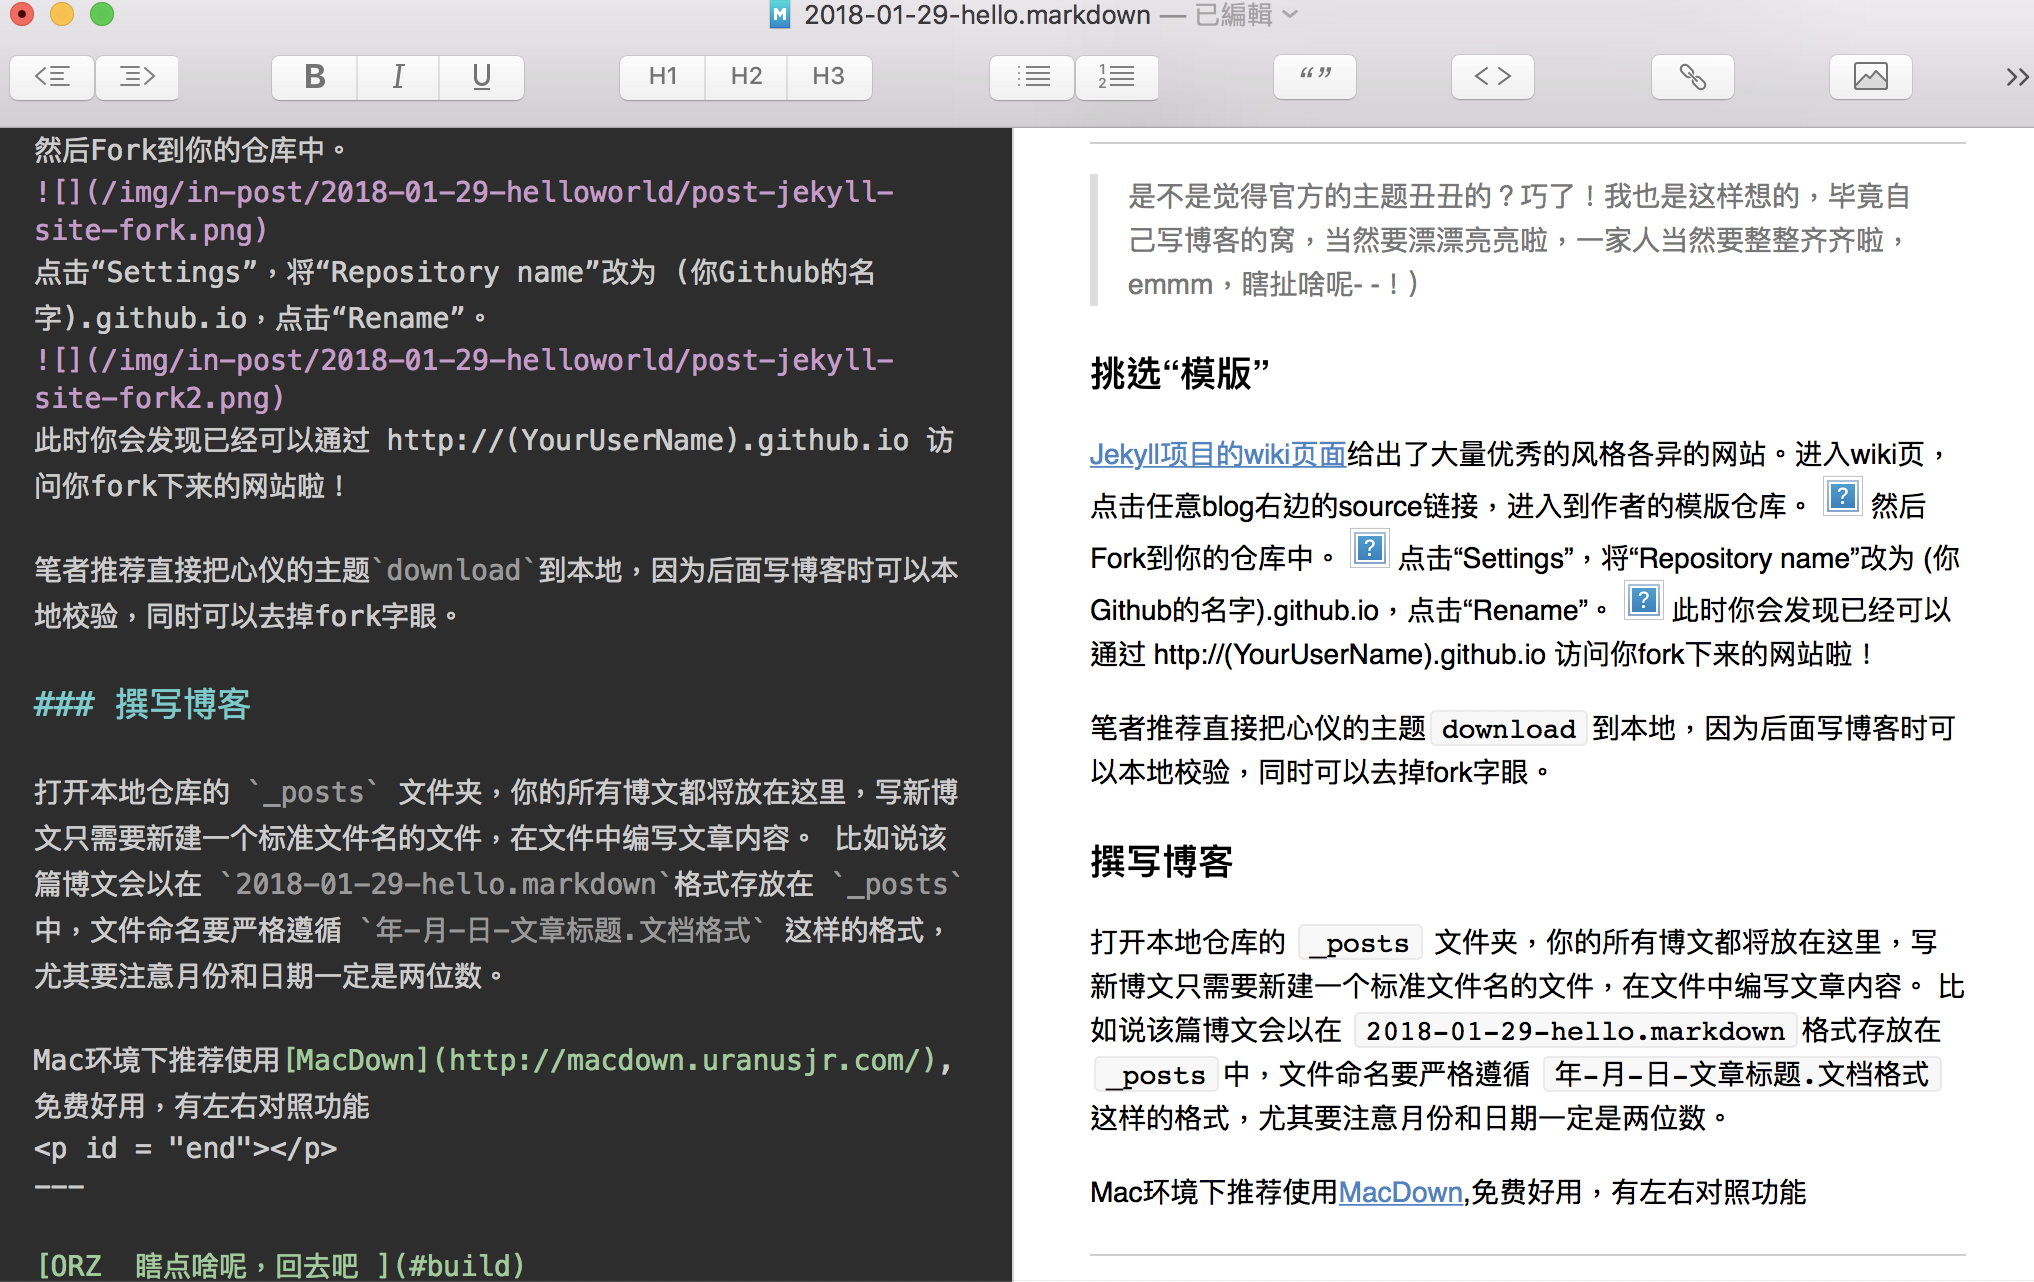 2018-01-29-hello.markdown — 已編輯
B I U H1 H2 H3 1 2 “ ”
然后Fork到你的仓库中。
![](/img/in-post/2018-01-29-helloworld/post-jekyll-
site-fork.png)
点击“Settings”，将“Repository name”改为 (你Github的名
字).github.io，点击“Rename”。
![](/img/in-post/2018-01-29-helloworld/post-jekyll-
site-fork2.png)
此时你会发现已经可以通过 http://(YourUserName).github.io 访
问你fork下来的网站啦！
笔者推荐直接把心仪的主题`download`到本地，因为后面写博客时可以本
地校验，同时可以去掉fork字眼。
### 撰写博客
打开本地仓库的 `_posts` 文件夹，你的所有博文都将放在这里，写新博
文只需要新建一个标准文件名的文件，在文件中编写文章内容。 比如说该
篇博文会以在 `2018-01-29-hello.markdown`格式存放在 `_posts`
中，文件命名要严格遵循 `年-月-日-文章标题.文档格式` 这样的格式，
尤其要注意月份和日期一定是两位数。
Mac环境下推荐使用[MacDown](http://macdown.uranusjr.com/),
免费好用，有左右对照功能
<p id = "end"></p>
---
[ORZ  瞎点啥呢，回去吧 ](#build)
是不是觉得官方的主题丑丑的？巧了！我也是这样想的，毕竟自
己写博客的窝，当然要漂漂亮亮啦，一家人当然要整整齐齐啦，
emmm，瞎扯啥呢- -！)
挑选“模版”
Jekyll项目的wiki页面给出了大量优秀的风格各异的网站。进入wiki页，
点击任意blog右边的source链接，进入到作者的模版仓库。 ? 然后
Fork到你的仓库中。 ? 点击“Settings”，将“Repository name”改为 (你
Github的名字).github.io，点击“Rename”。 ? 此时你会发现已经可以
通过 http://(YourUserName).github.io 访问你fork下来的网站啦！
笔者推荐直接把心仪的主题 download 到本地，因为后面写博客时可
以本地校验，同时可以去掉fork字眼。
撰写博客
打开本地仓库的 _posts 文件夹，你的所有博文都将放在这里，写
新博文只需要新建一个标准文件名的文件，在文件中编写文章内容。 比
如说该篇博文会以在 2018-01-29-hello.markdown 格式存放在
_posts 中，文件命名要严格遵循 年-月-日-文章标题.文档格式
这样的格式，尤其要注意月份和日期一定是两位数。
Mac环境下推荐使用MacDown,免费好用，有左右对照功能